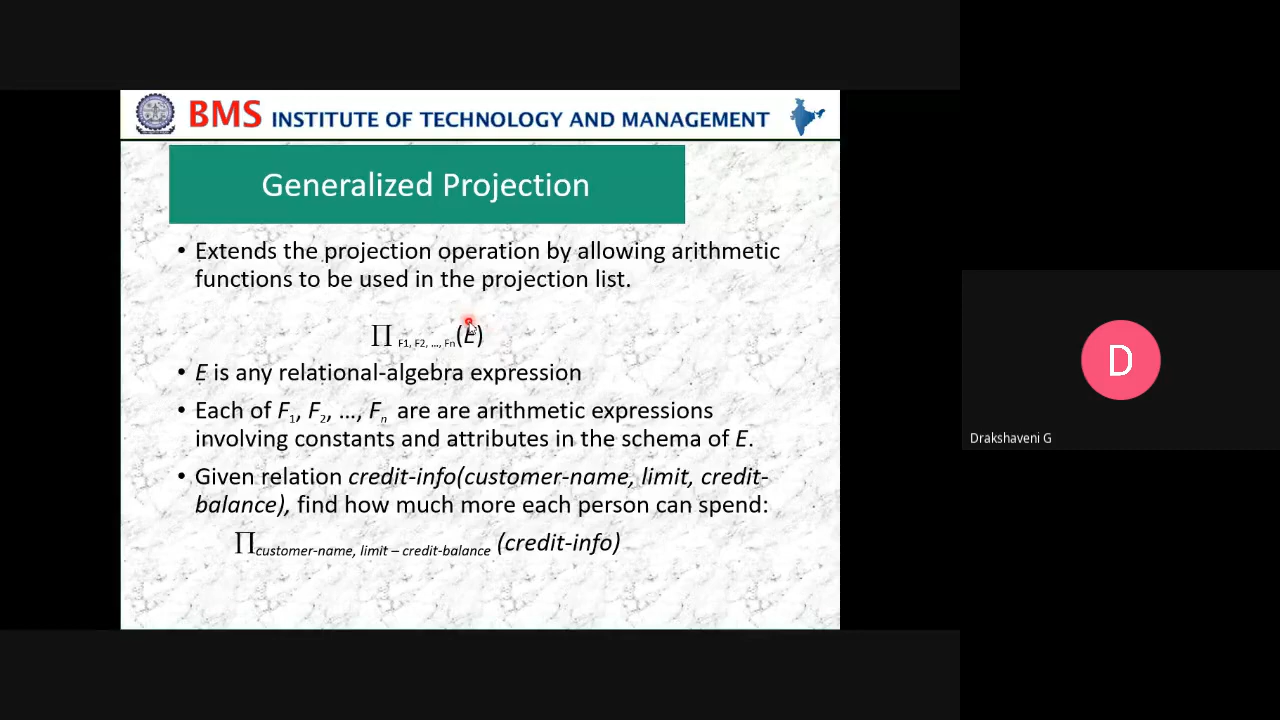 BMS INSTITUTE OF TECHNOLOGY AND MANAGEMENT
Generalized Projection
• Extends the projection operation by allowing arithmetic
functions to be used in the projection list.
∏ F1, F2, ..., Fn(E)
• E is any relational-algebra expression
• Each of F1, F2, ..., Fn are are arithmetic expressions
involving constants and attributes in the schema of E.
• Given relation credit-info(customer-name, limit, credit-
balance), find how much more each person can spend:
∏customer-name, limit – credit-balance (credit-info)
D
Drakshaveni G